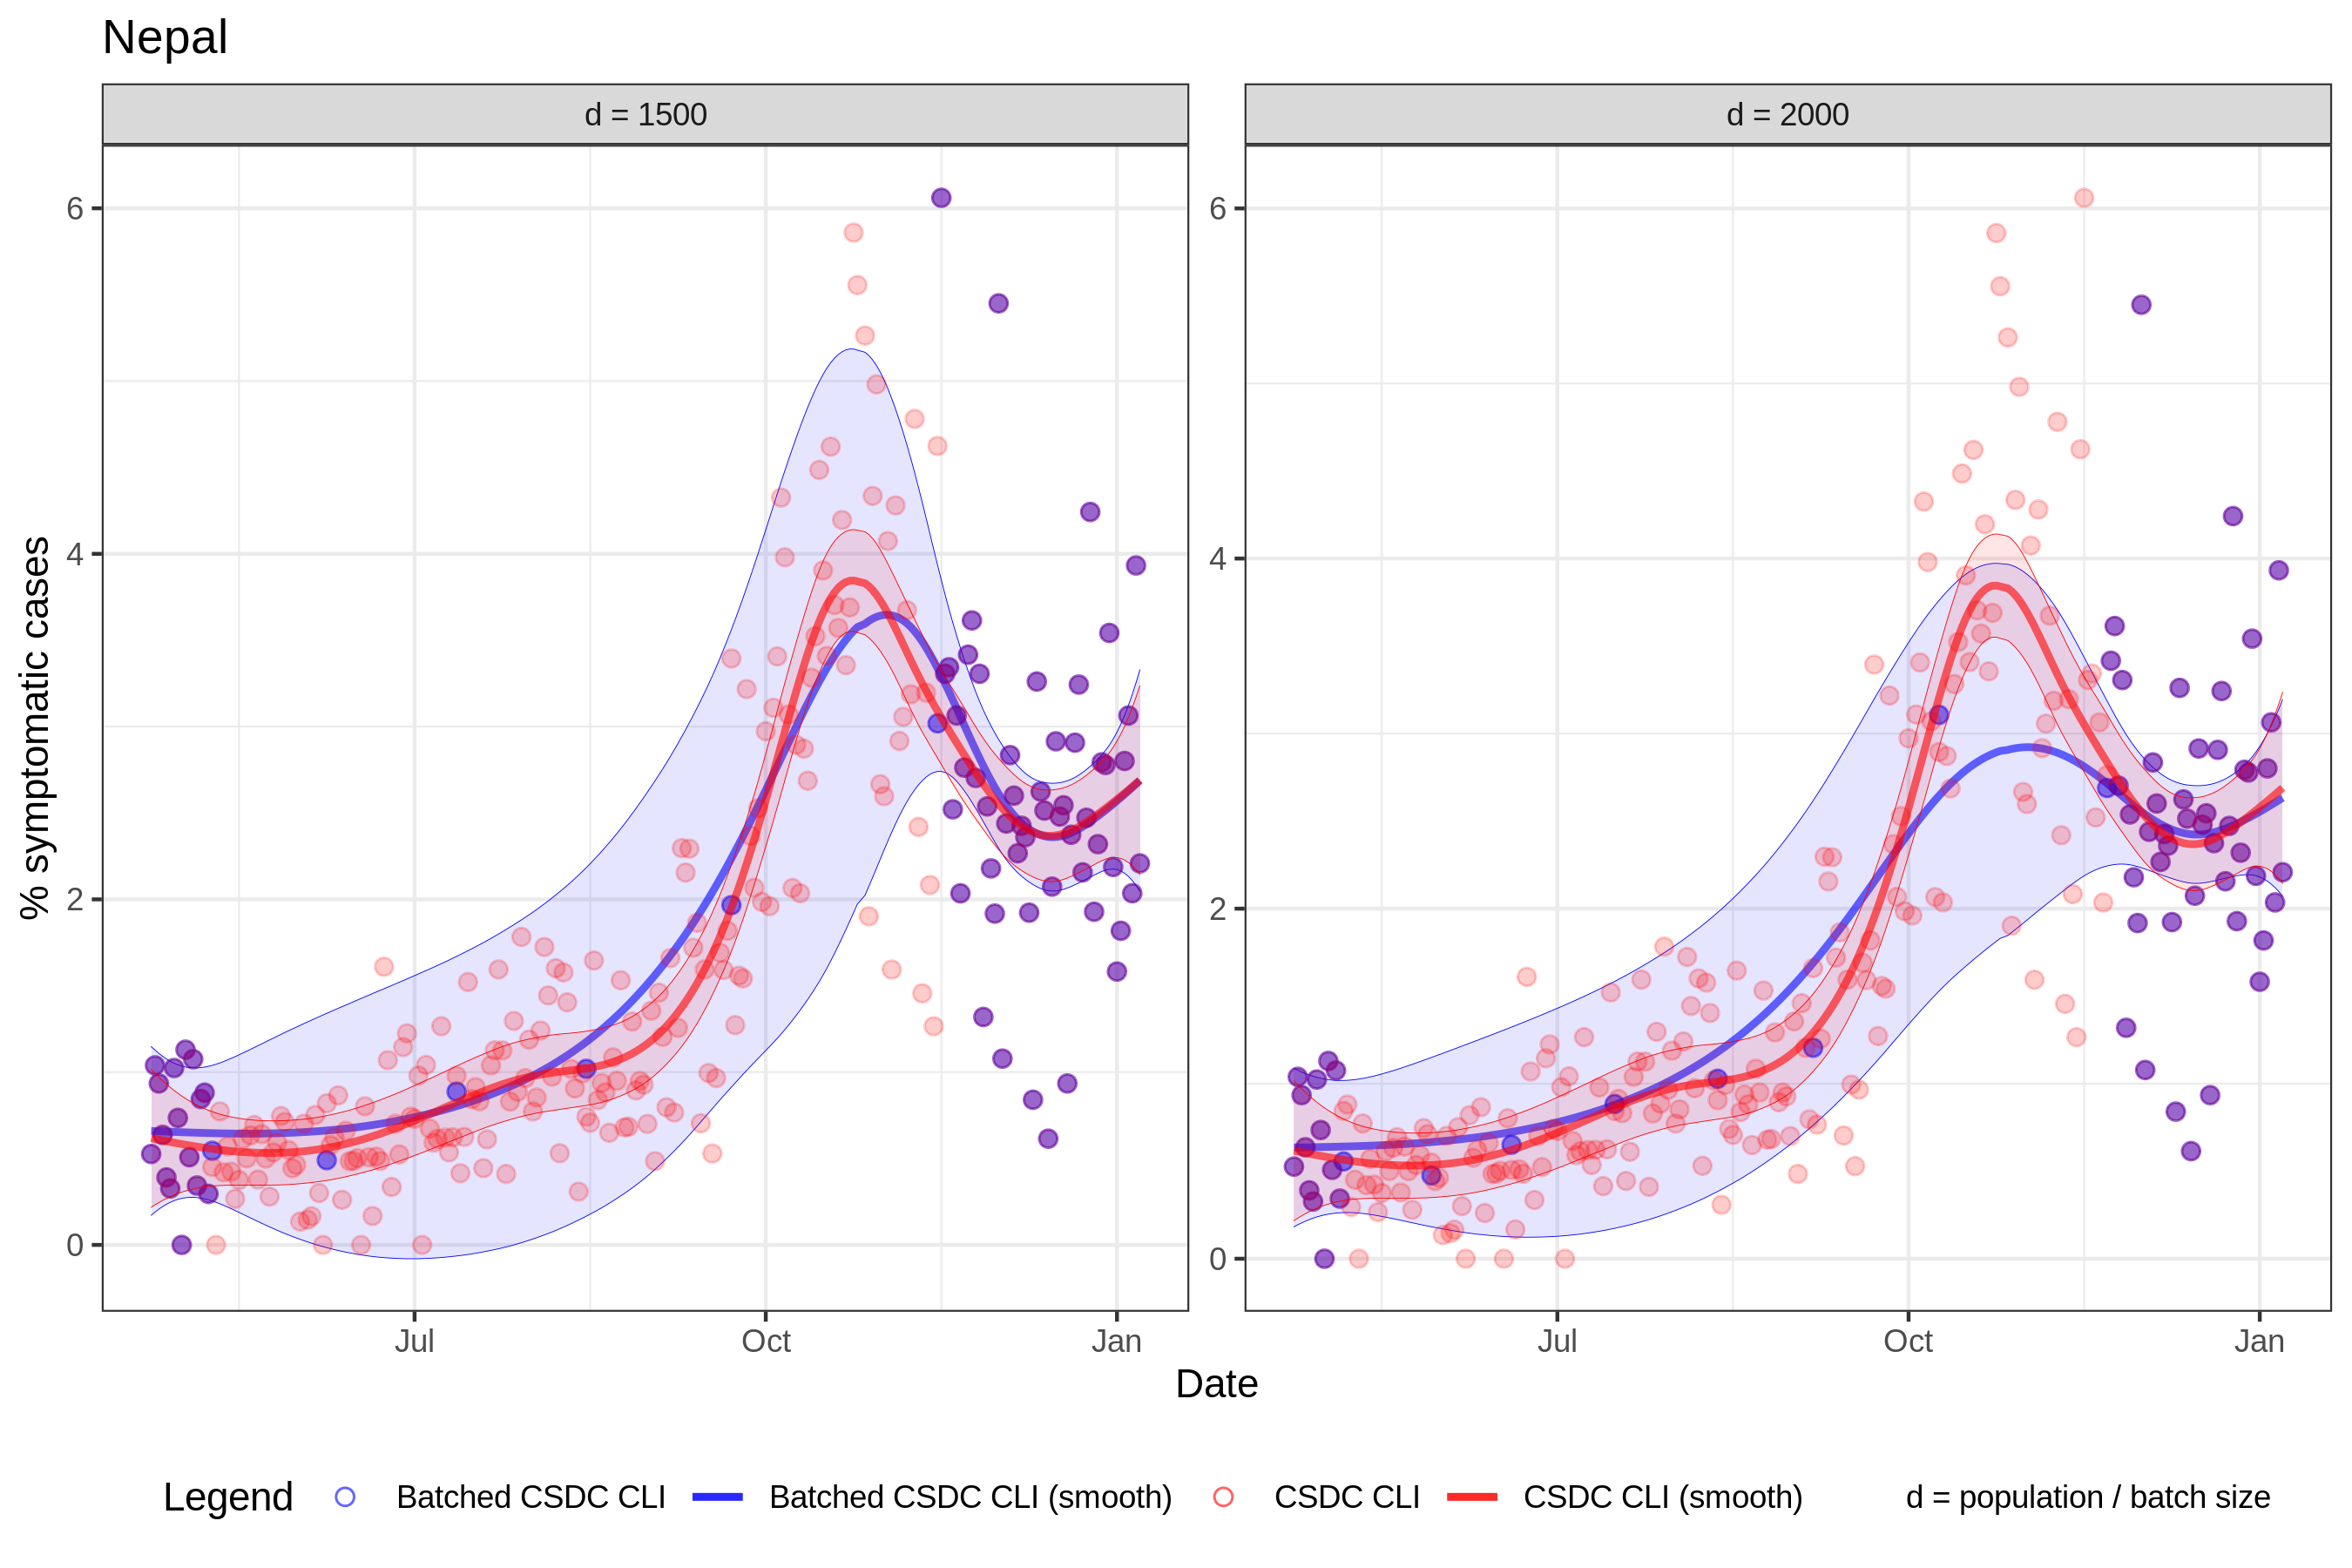 Nepal
d = 1500
d = 2000
% symptomatic cases
6
4
2
0
6
4
2
0
Jul Oct Jan
Jul Oct Jan
Date
Legend Batched CSDC CLI Batched CSDC CLI (smooth) CSDC CLI CSDC CLI (smooth) d = population / batch size